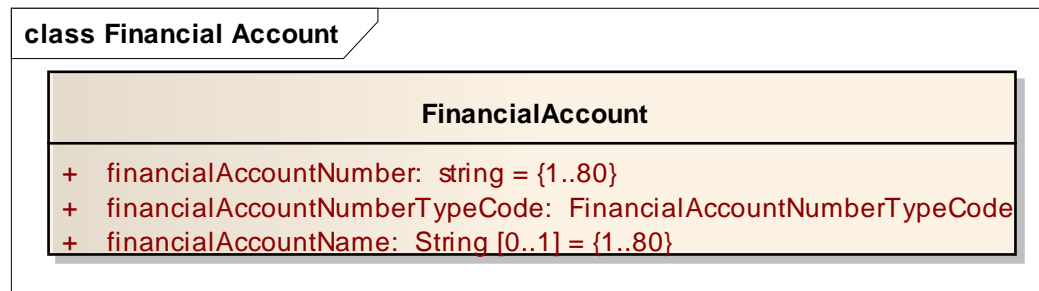 class Financial Account
FinancialAccount
+ financialAccountNumber: string = {1..80}
+ financialAccountNumberTypeCode: FinancialAccountNumberTypeCode
+ financialAccountName: String [0..1] = {1..80}